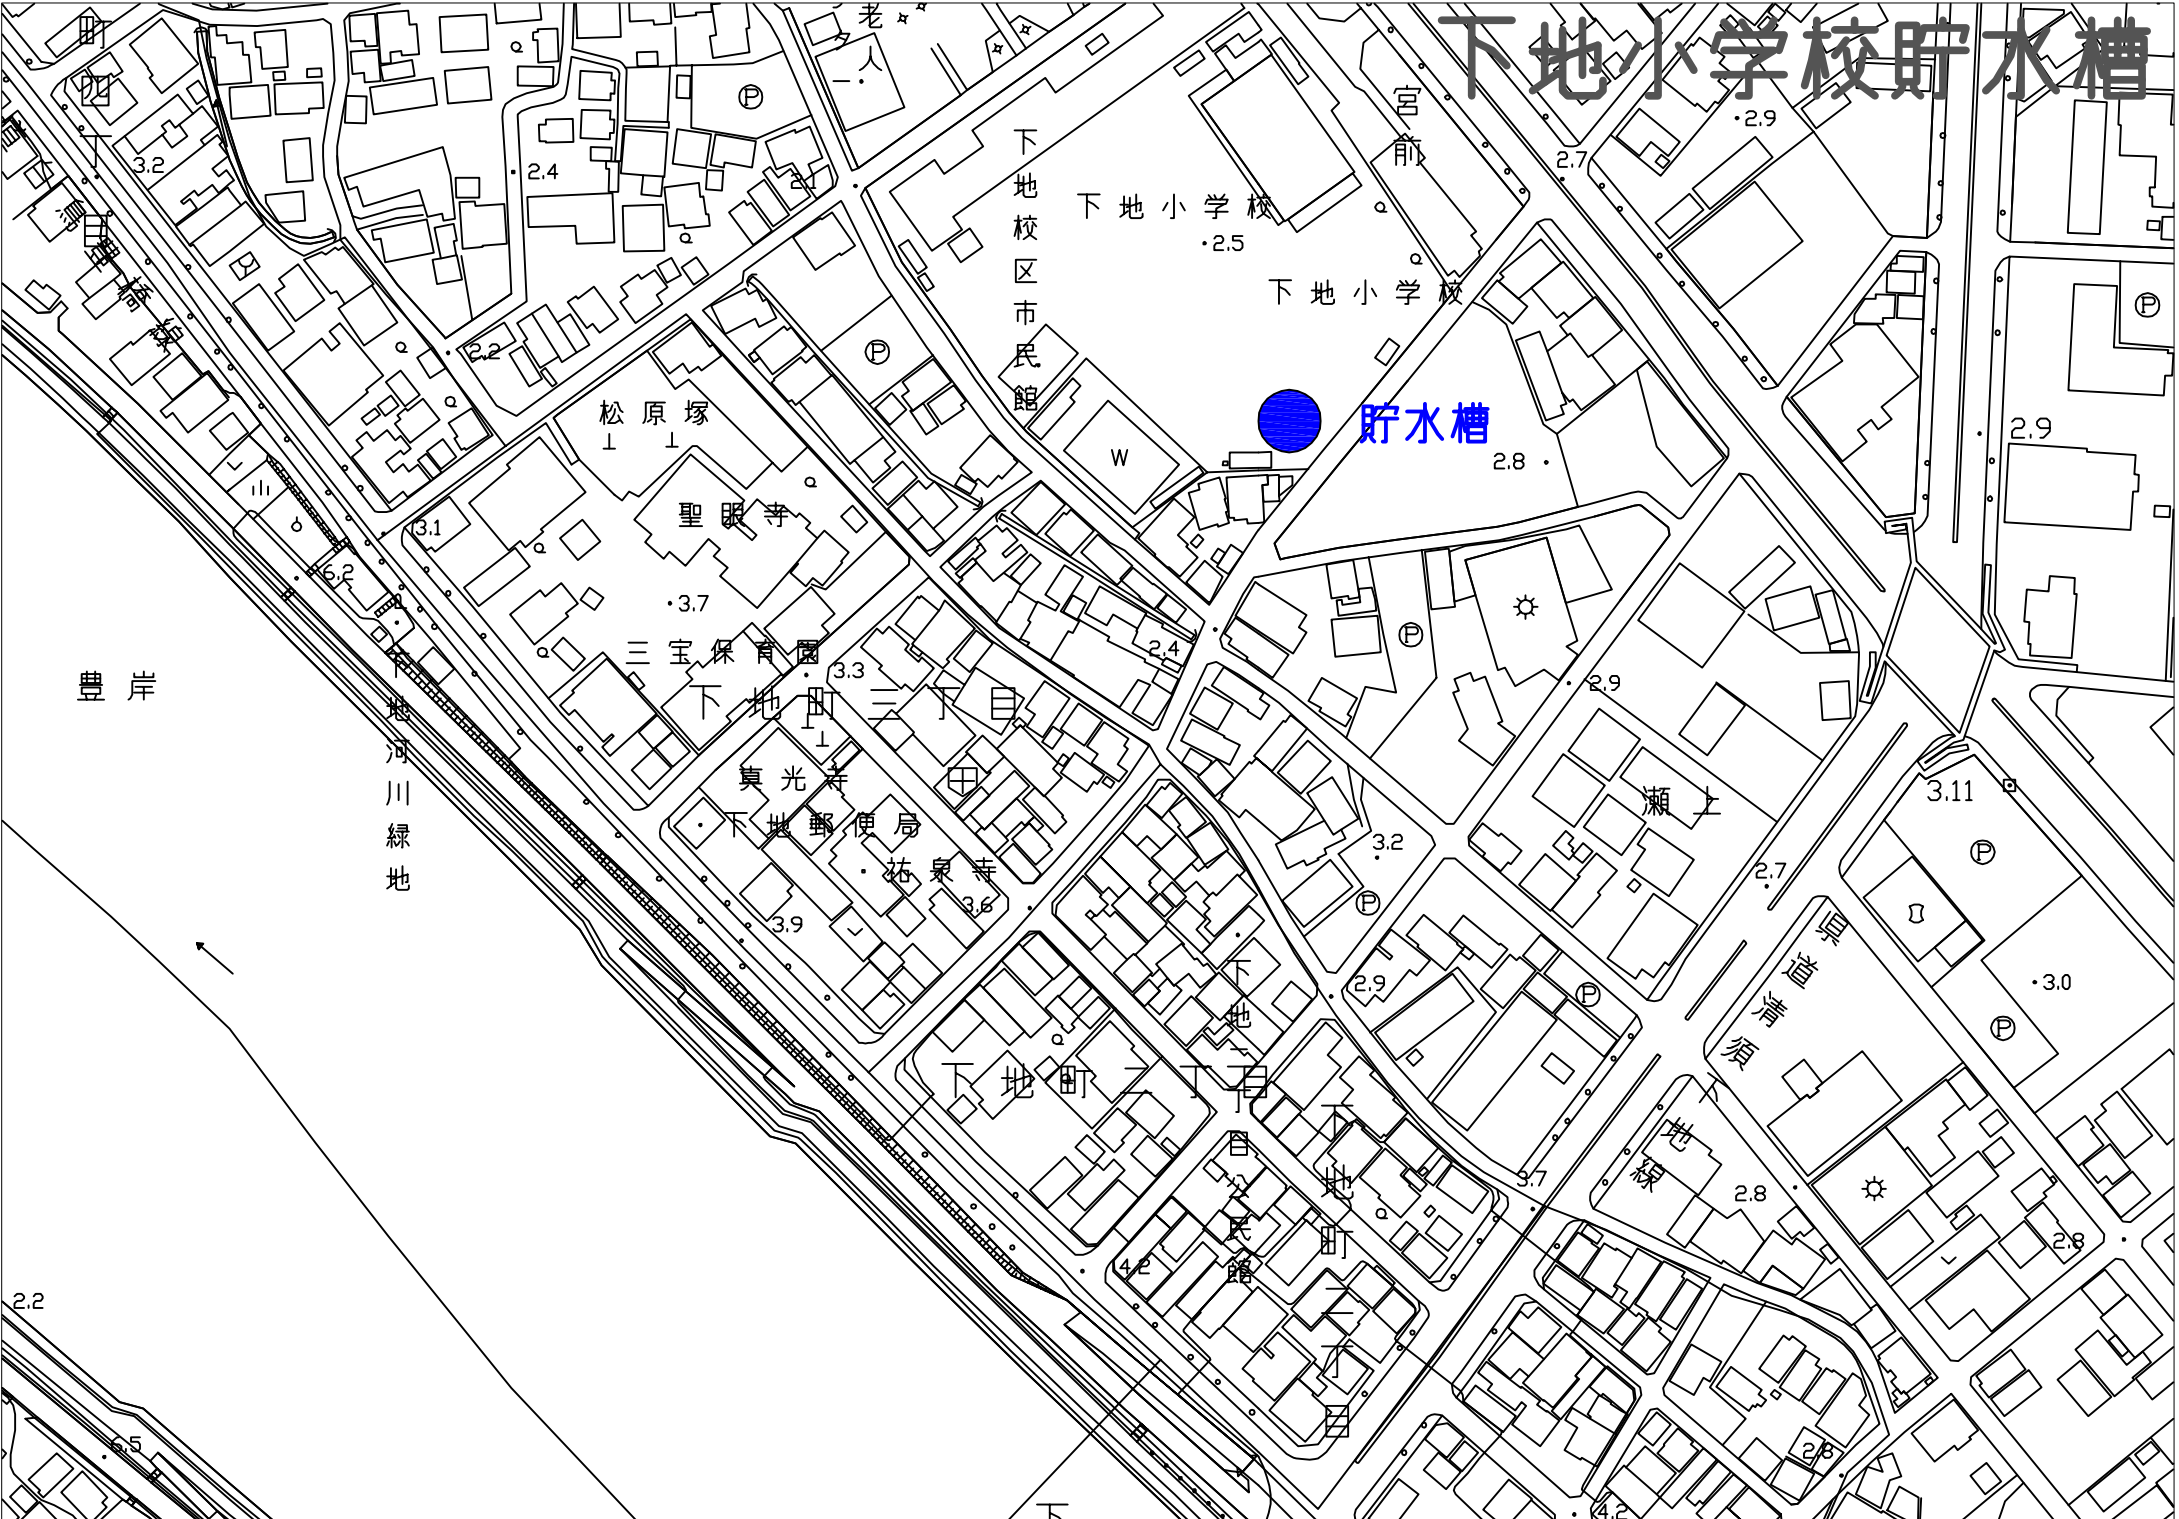 下地小学校貯水槽
老人
2.9
宮前
2.7
3.2
2.4
2.1
下地校区市民館
下地小学校
2.5
下地小学校
2.2
貯水槽
松原塚
W
2.8
2.9
聖眼寺
3.1
6.2
3.7
2.4
三宝保育園
3.3
2.9
豊岸
下地町三丁目
下地河川緑地
真光寺
瀬上
3.11
下地郵便局
3.2
祐泉寺
2.7
3.6
3.9
県道清須下地線
2.9
3.0
下地二丁目公民館
下地町二丁目
下地町二丁目
3.7
2.8
2.8
4.2
2.2
6.5
2.8
4.2
下
P
P
P
P
P
P
P
P
P